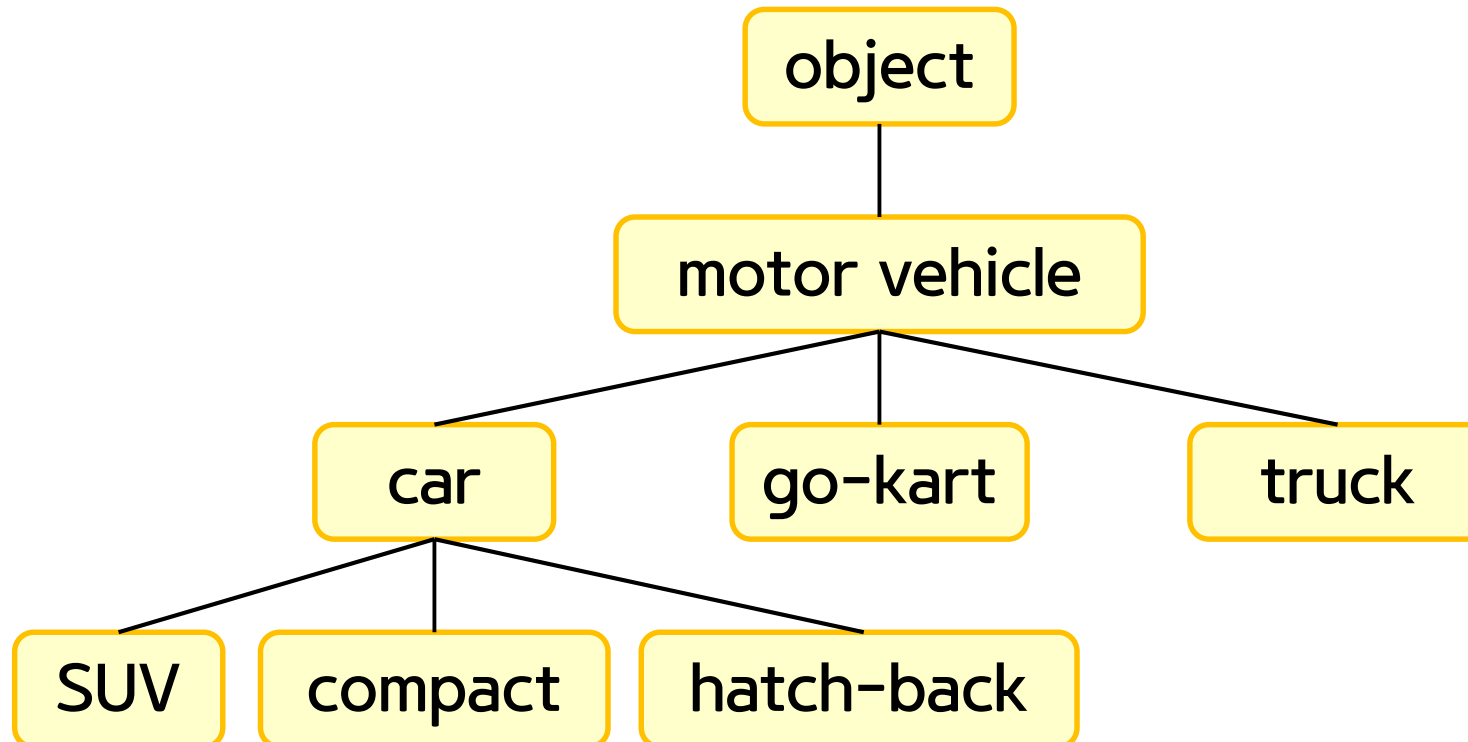 object
motor vehicle
car
go-kart
truck
SUV
compact
hatch-back